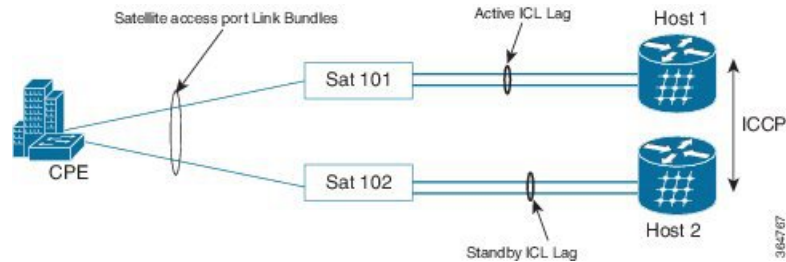 Satellite access port Link Bundles
Active ICL Lag
Host 1
Sat 101
ICCP
CPE
Sat 102
Host 2
Standby ICL Lag
364767